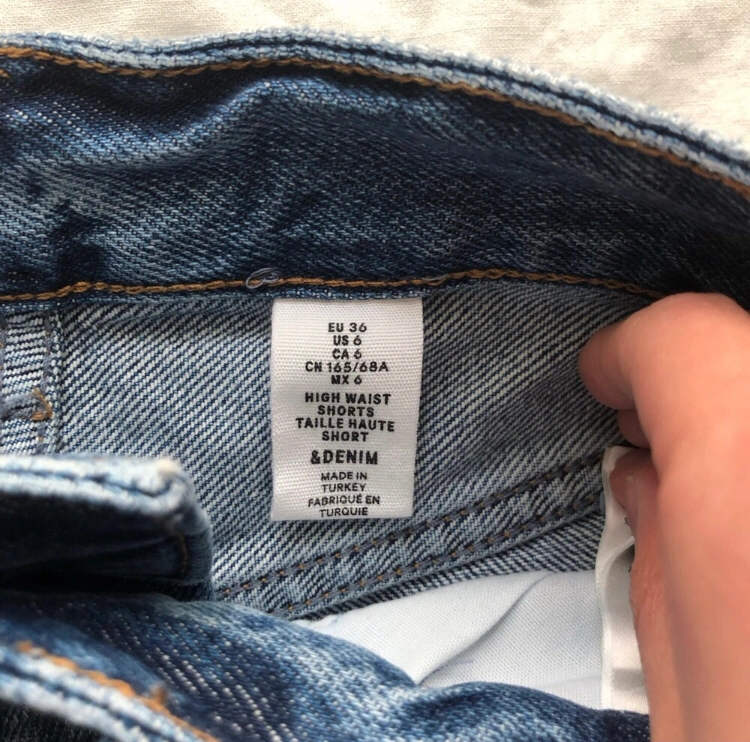 EU 36
US 6
CA 6
CN 165/68A
MX 6
HIGH WAIST
SHORTS
TAILLE HAUTE
SHORT
&DENIM
MADE IN
TURKEY
FABRIQUÉ EN
TURQUIE